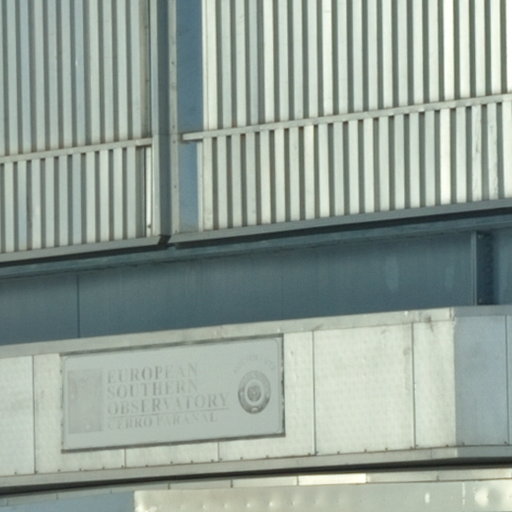 EUROPEAN
SOUTHERN
OBSERVATORY
CERRO PARANAL